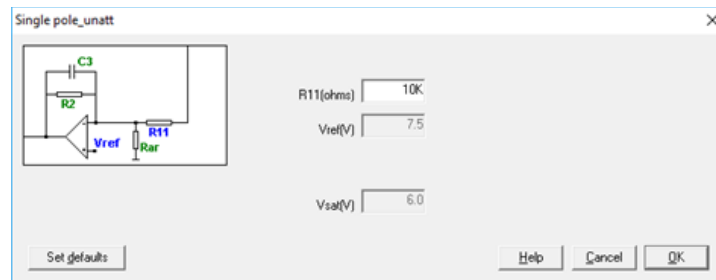 Single pole_unatt
C3
R2
R11
Vref
Rar
R11(ohms) 10K
Vref(V) 7.5
Vsat(V) 6.0
Set defaults Help Cancel OK